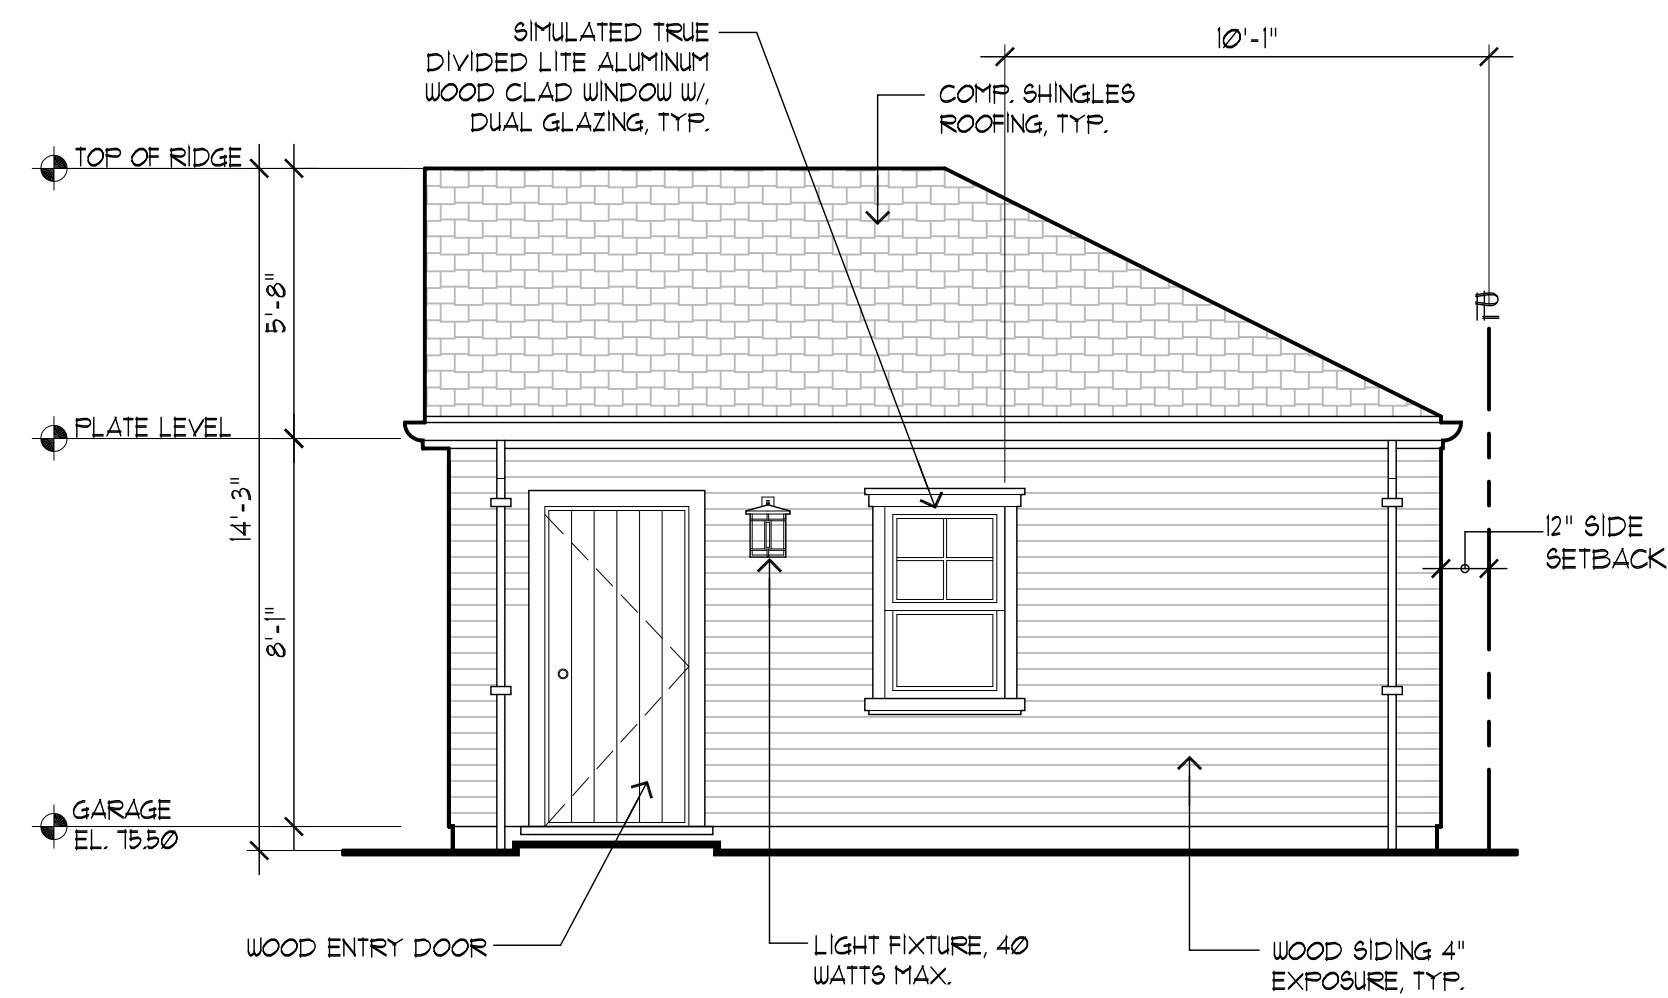 SIMULATED TRUE
DIVIDED LITE ALUMINUM
WOOD CLAD WINDOW W/,
DUAL GLAZING, TYP.
10'-1"
COMP. SHINGLES
ROOFING, TYP.
TOP OF RIDGE
5'-8"
PLATE LEVEL
14'-3"
8'-1"
12" SIDE
SETBACK
GARAGE
EL. 75.50
WOOD ENTRY DOOR
LIGHT FIXTURE, 40
WATTS MAX.
WOOD SIDING 4"
EXPOSURE, TYP.